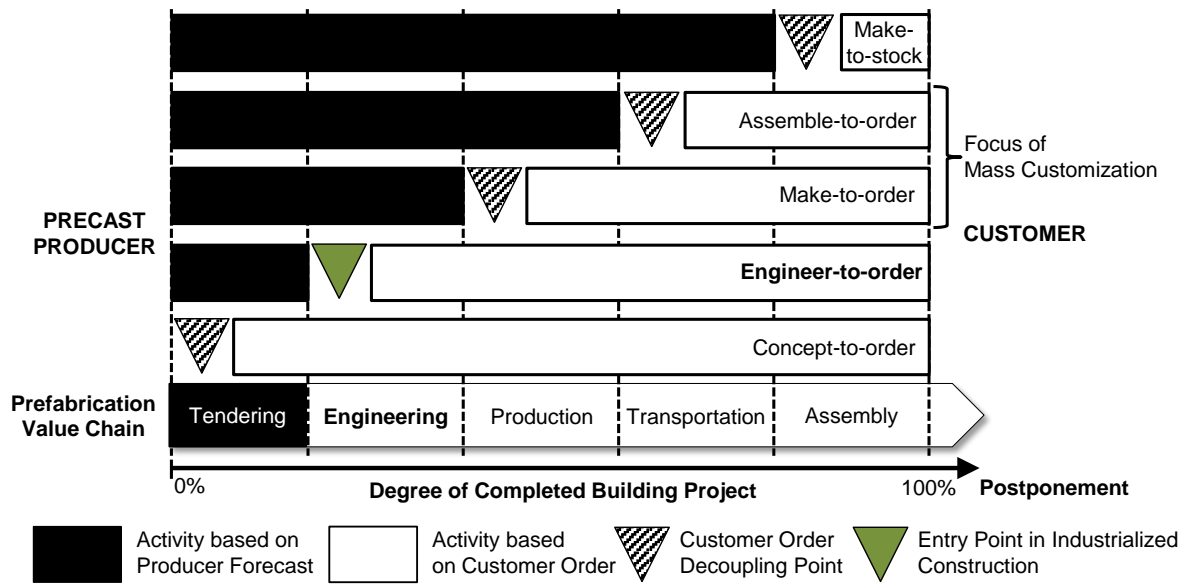 Make-
to-stock
Assemble-to-order
Focus of
Mass Customization
Make-to-order
PRECAST
PRODUCER
CUSTOMER
Engineer-to-order
Concept-to-order
Prefabrication
Value Chain
Tendering
Engineering
Production
Transportation
Assembly
0%
Degree of Completed Building Project
100%
Postponement
Activity based on
Producer Forecast
Activity based
on Customer Order
Customer Order
Decoupling Point
Entry Point in Industrialized
Construction